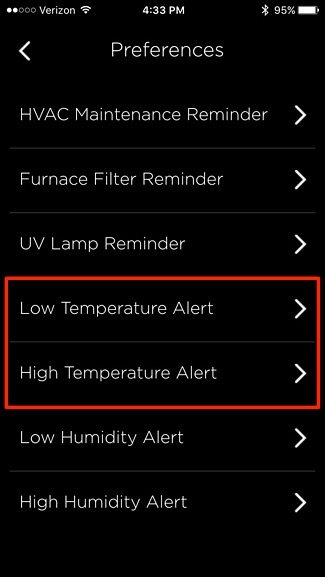 Verizon 4:33 PM 95%
Preferences
HVAC Maintenance Reminder
Furnace Filter Reminder
UV Lamp Reminder
Low Temperature Alert
High Temperature Alert
Low Humidity Alert
High Humidity Alert